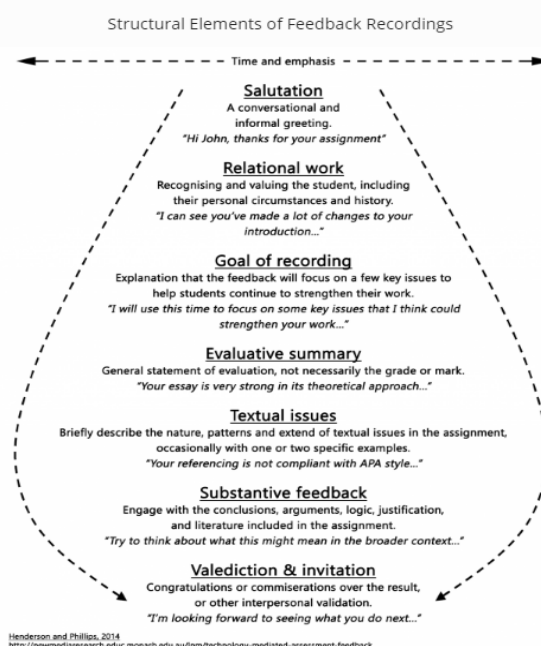 Structural Elements of Feedback Recordings
Time and emphasis
Salutation
A conversational and
informal greeting.
"Hi John, thanks for your assignment"
Relational work
Recognising and valuing the student, including
their personal circumstances and history.
"I can see you've made a lot of changes to your
introduction..."
Goal of recording
Explanation that the feedback will focus on a few key issues to
help students continue to strengthen their work.
"I will use this time to focus on some key issues that I think could
strengthen your work..."
Evaluative summary
General statement of evaluation, not necessarily the grade or mark.
"Your essay is very strong in its theoretical approach..."
Textual issues
Briefly describe the nature, patterns and extend of textual issues in the assignment,
occasionally with one or two specific examples.
"Your referencing is not compliant with APA style..."
Substantive feedback
Engage with the conclusions, arguments, logic, justification,
and literature included in the assignment.
"Try to think about what this might mean in the broader context..."
Valediction & invitation
Congratulations or commiserations over the result,
or other interpersonal validation.
"I'm looking forward to seeing what you do next..."
Henderson and Phillips, 2014